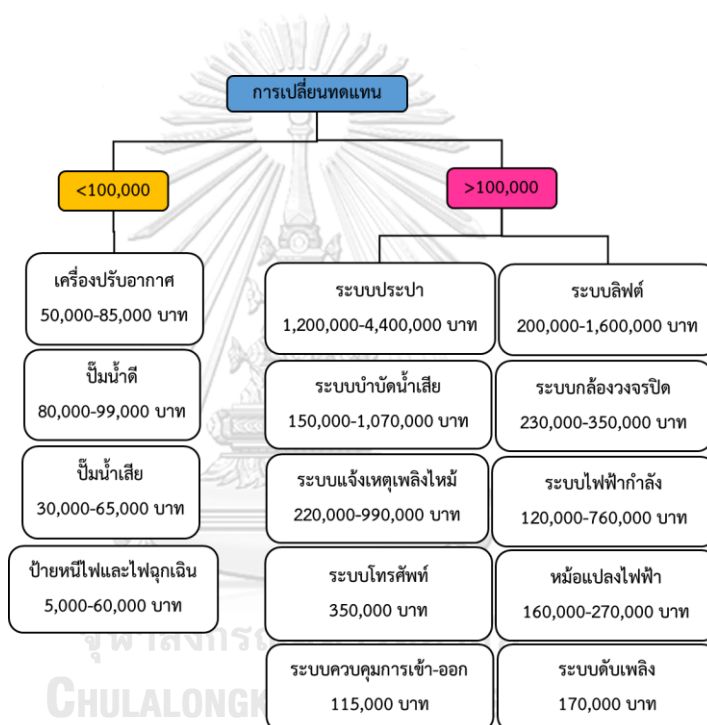 การเปลี่ยนทดแทน
<100,000
>100,000
เครื่องปรับอากาศ
50,000-85,000 บาท
ปั๊มน้ำดี
80,000-99,000 บาท
ปั๊มน้ำเสีย
30,000-65,000 บาท
ป้ายหนีไฟและไฟฉุกเฉิน
5,000-60,000 บาท
ระบบประปา
1,200,000-4,400,000 บาท
ระบบบำบัดน้ำเสีย
150,000-1,070,000 บาท
ระบบแจ้งเหตุเพลิงไหม้
220,000-990,000 บาท
ระบบโทรศัพท์
350,000 บาท
ระบบควบคุมการเข้า-ออก
115,000 บาท
ระบบลิฟต์
200,000-1,600,000 บาท
ระบบกล้องวงจรปิด
230,000-350,000 บาท
ระบบไฟฟ้ากำลัง
120,000-760,000 บาท
หม้อแปลงไฟฟ้า
160,000-270,000 บาท
ระบบดับเพลิง
170,000 บาท